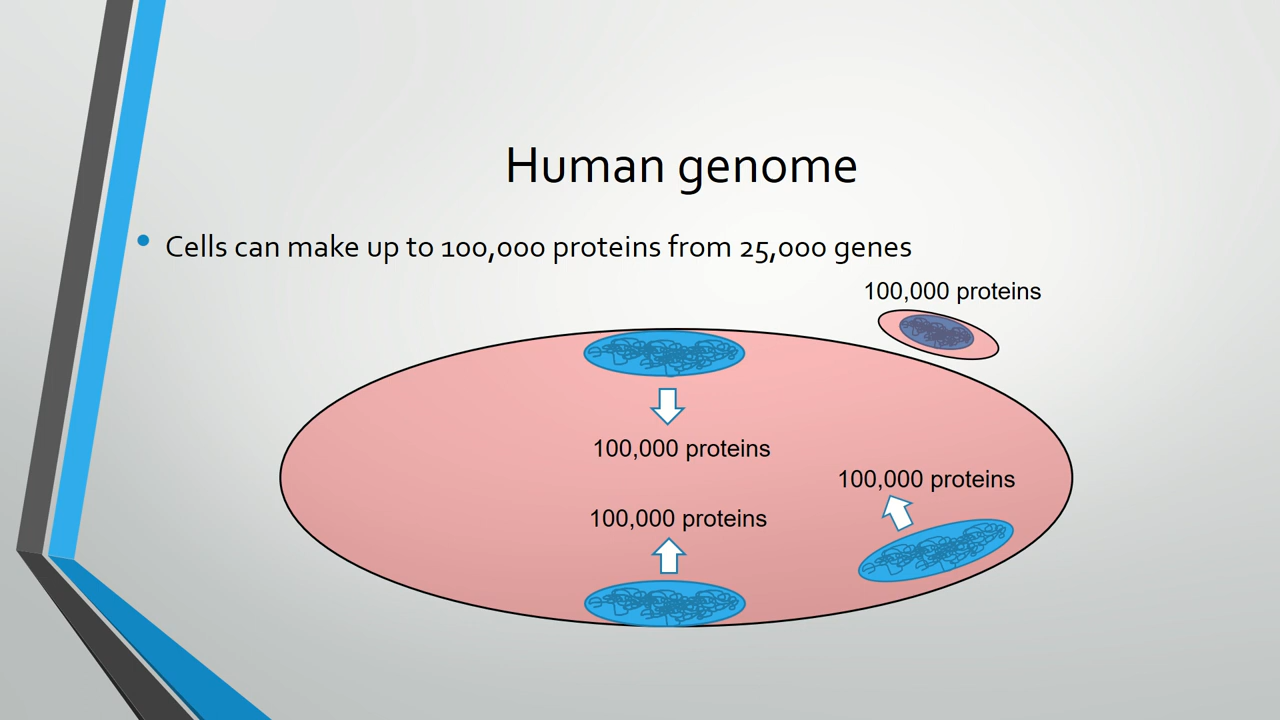 Human genome
• Cells can make up to 100,000 proteins from 25,000 genes
100,000 proteins
100,000 proteins
100,000 proteins
100,000 proteins